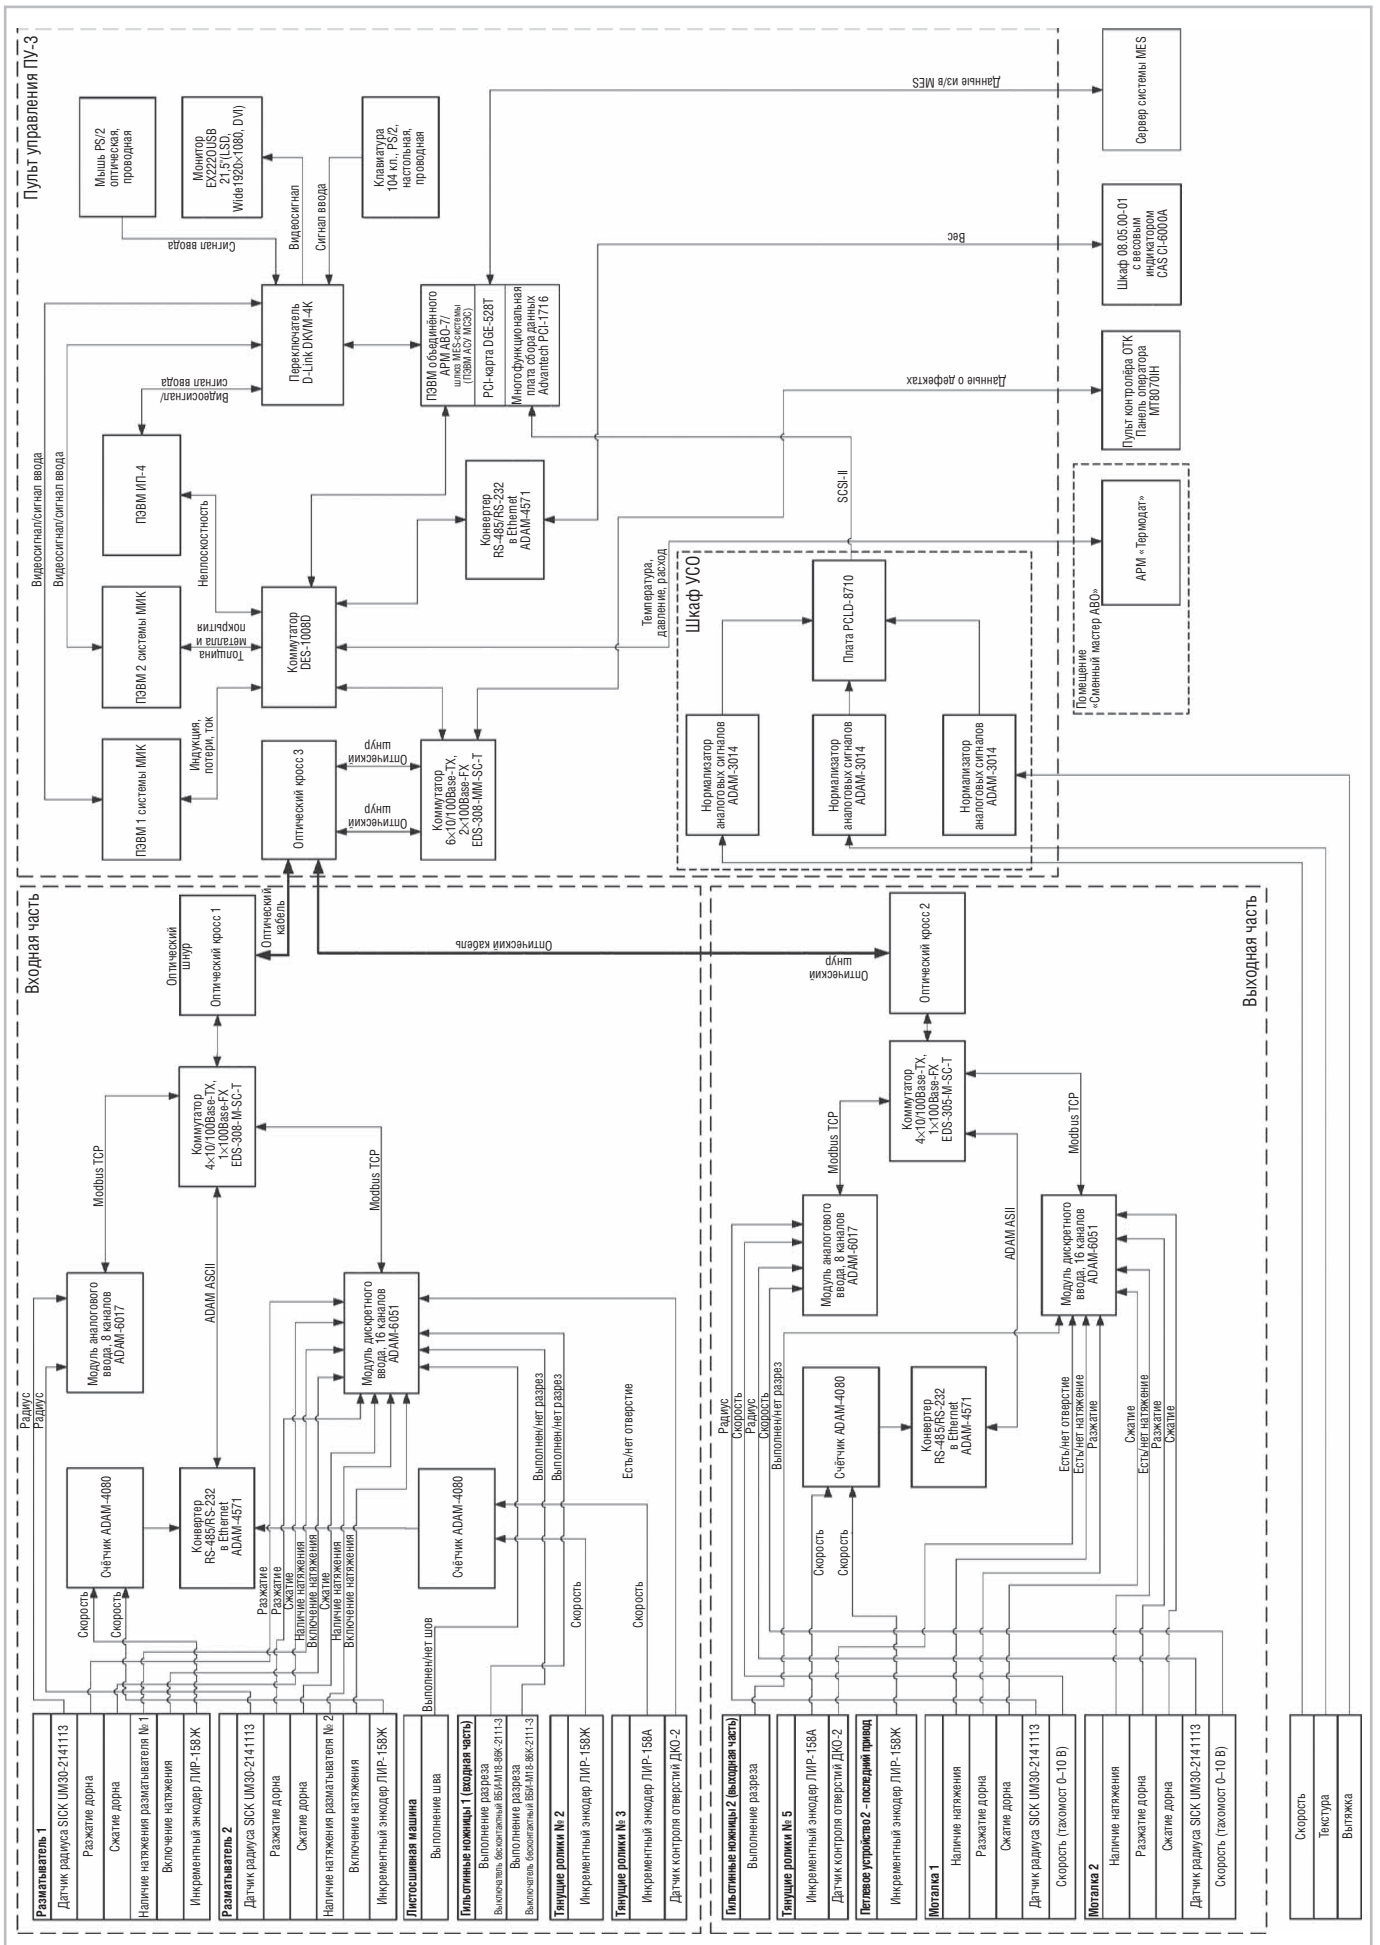 Пульт управления ПУ-3
Мышь PS/2
оптическая,
проводная
Монитор
EX2220USB
21,5"(LSD,
Wide1920×1080, DVI)
Клавиатура
104 кл., PS/2,
настольная,
проводная
Сигнал ввода
Видеосигнал
Сигнал ввода
Видеосигнал/сигнал ввода
Видеосигнал/сигнал ввода
Видеосигнал/
сигнал ввода
Переключатель
D-Link DKVM-4K
ПЭВМ объединённого
АРМ АВО-7/
шлюз MES-системы
(ПЭВМ АСУ МСЭС)
PCI-карта DGE-528T
Многофункциональная
плата сбора данных
Advantech PCI-1716
ПЭВМ ИП-4
ПЭВМ 2 системы МИК
ПЭВМ 1 системы МИК
Неплоскостность
Толщина
металла и
покрытия
Индукция,
потери, ток
Коммутатор
DES-1008D
Конвертер
RS-485/RS-232
в Ethernet
ADAM-4571
Оптический кросс 3
Оптический
шнур
Оптический
шнур
Коммутатор
6×10/100Base-TX,
2×100Base-FX
EDS-308-MM-SC-T
SCSI-II
Температура,
давление, расход
Данные из/в MES
Вес
Данные о дефектах
Сервер системы MES
Шкаф 08.05.00-01
с весовым
индикатором
CAS CI-6000A
Пульт контролёра ОТК
Панель оператора
MT8070IH
Помещение
«Сменный мастер АВО»
АРМ «Термодат»
Шкаф УСО
Плата PCLD-8710
Нормализатор
аналоговых сигналов
ADAM-3014
Нормализатор
аналоговых сигналов
ADAM-3014
Нормализатор
аналоговых сигналов
ADAM-3014
Входная часть
Оптический
шнур
Оптический кросс 1
Оптический
кабель
Оптический кабель
Коммутатор
4×10/100Base-TX,
1×100Base-FX
EDS-308-M-SC-T
Modbus TCP
ADAM ASCII
Modbus TCP
Модуль аналогового
ввода, 8 каналов
ADAM-6017
Модуль дискретного
ввода, 16 каналов
ADAM-6051
Счётчик ADAM-4080
Конвертер
RS-485/RS-232
в Ethernet
ADAM-4571
Счётчик ADAM-4080
Радиус
Радиус
Скорость
Скорость
Разжатие
Разжатие
Сжатие
Наличие натяжения
Включение натяжения
Сжатие
Наличие натяжения
Включение натяжения
Выполнен/нет шов
Выполнен/нет разрез
Выполнен/нет разрез
Скорость
Есть/нет отверстие
Скорость
Разматыватель 1
Датчик радиуса SICK UM30-2141113
Разжатие дорна
Сжатие дорна
Наличие натяжения разматывателя № 1
Включение натяжения
Инкрементный энкодер ЛИР-158Ж
Разматыватель 2
Датчик радиуса SICK UM30-2141113
Разжатие дорна
Сжатие дорна
Наличие натяжения разматывателя № 2
Включение натяжения
Инкрементный энкодер ЛИР-158Ж
Листосшивная машина
Выполнение шва
Гильотинные ножницы 1 (входная часть)
Выполнение разреза
Выключатель бесконтактный ВБИ-М18-86К-2111-З
Выполнение разреза
Выключатель бесконтактный ВБИ-М18-86К-2111-З
Тянущие ролики № 2
Инкрементный энкодер ЛИР-158Ж
Тянущие ролики № 3
Инкрементный энкодер ЛИР-158А
Датчик контроля отверстий ДКО-2
Выходная часть
Оптический
шнур
Оптический кросс 2
Коммутатор
4×10/100Base-TX,
1×100Base-FX
EDS-305-M-SC-T
Modbus TCP
ADAM ASII
Modbus TCP
Модуль аналогового
ввода, 8 каналов
ADAM-6017
Модуль дискретного
ввода, 16 каналов
ADAM-6051
Счётчик ADAM-4080
Конвертер
RS-485/RS-232
в Ethernet
ADAM-4571
Радиус
Скорость
Радиус
Скорость
Выполнен/нет разрез
Скорость
Скорость
Есть/нет отверстие
Есть/нет натяжение
Разжатие
Сжатие
Есть/нет натяжение
Разжатие
Сжатие
Гильотинные ножницы 2 (выходная часть)
Выполнение разреза
Тянущие ролики № 5
Инкрементный энкодер ЛИР-158А
Датчик контроля отверстий ДКО-2
Петлевое устройство 2 – последний привод
Инкрементный энкодер ЛИР-158Ж
Моталка 1
Наличие натяжения
Разжатие дорна
Сжатие дорна
Датчик радиуса SICK UM30-2141113
Скорость (тахомост 0–10 В)
Моталка 2
Наличие натяжения
Разжатие дорна
Сжатие дорна
Датчик радиуса SICK UM30-2141113
Скорость (тахомост 0–10 В)
Скорость
Текстура
Вытяжка